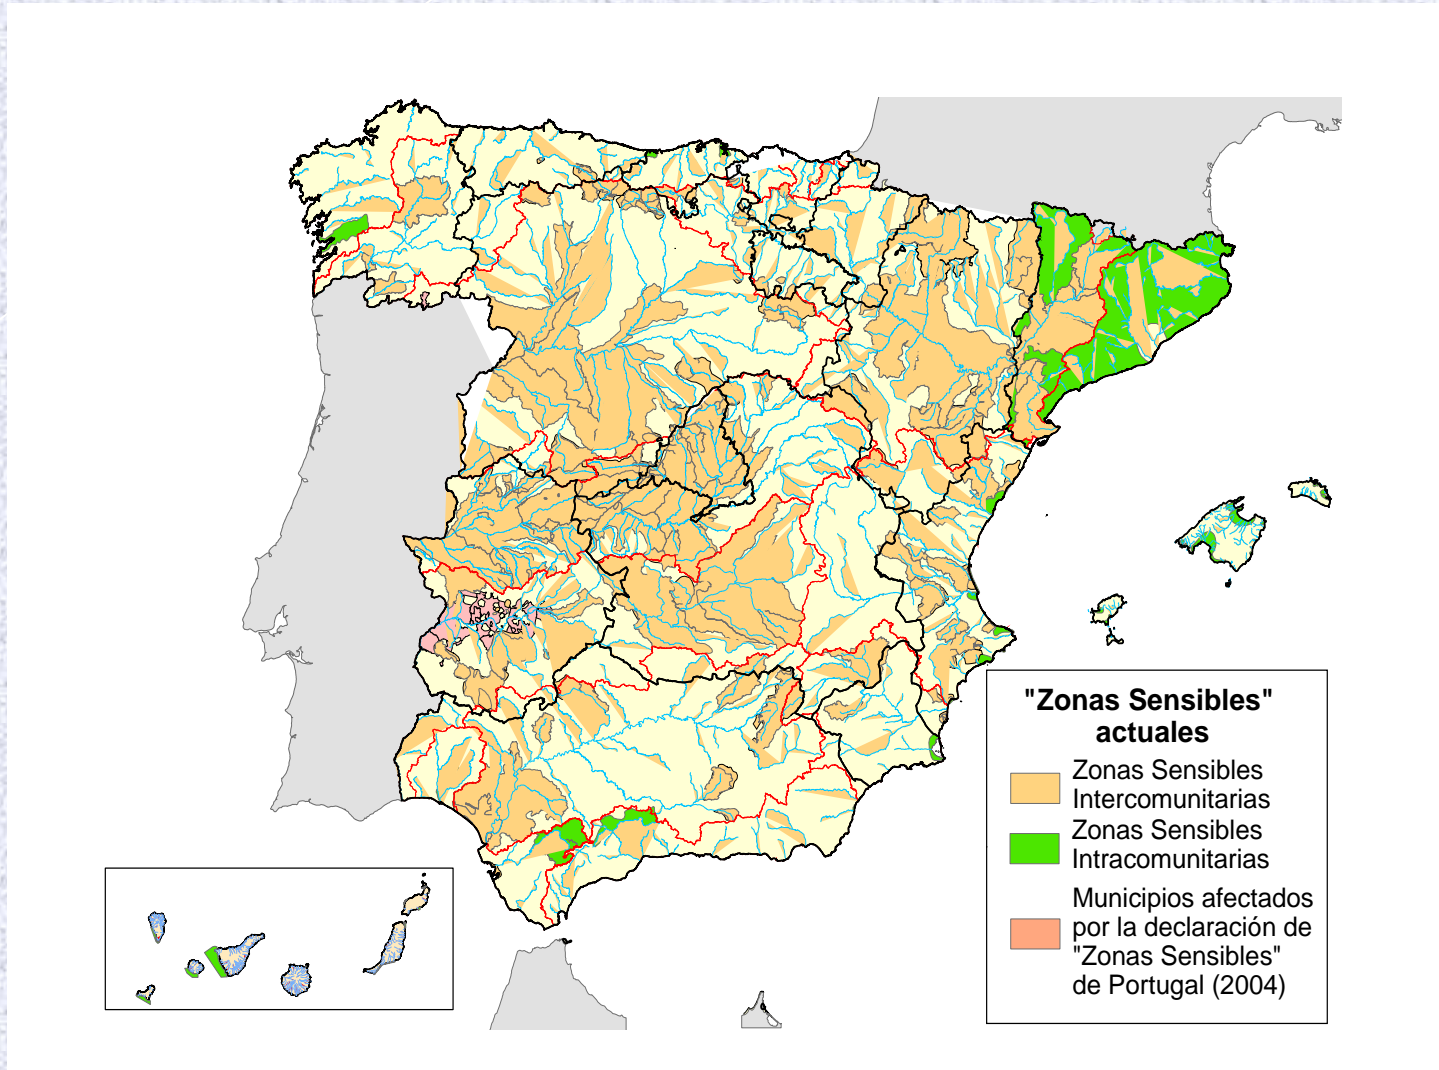 "Zonas Sensibles"
actuales
Zonas Sensibles
Intercomunitarias
Zonas Sensibles
Intracomunitarias
Municipios afectados
por la declaración de
"Zonas Sensibles"
de Portugal (2004)